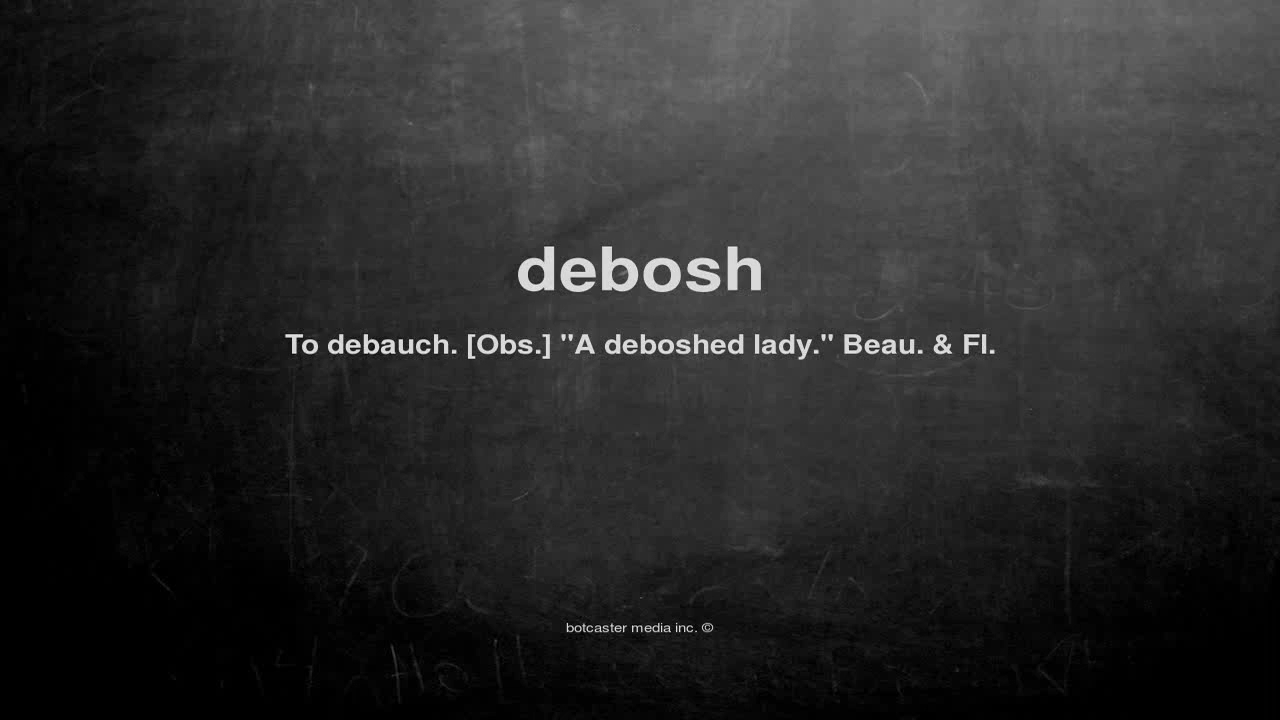 debosh
To debauch. [Obs.] "A deboshed lady." Beau. & Fl.
botcaster media inc. ©